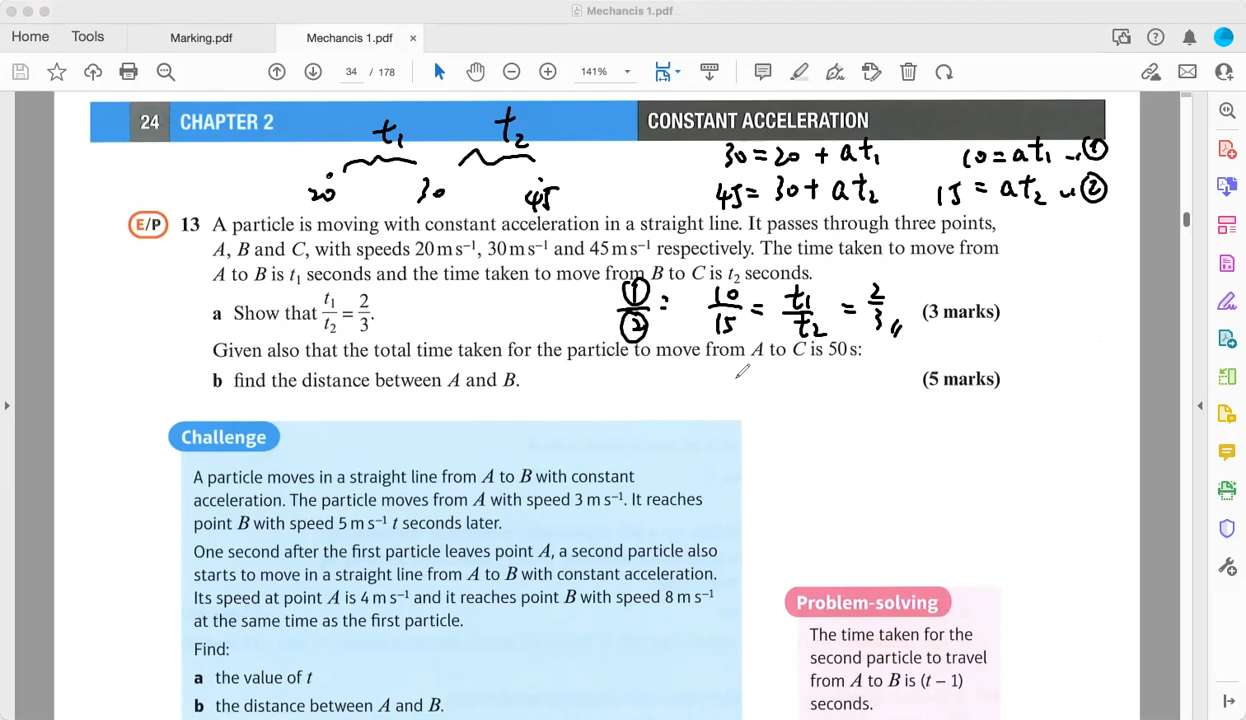 Mechancis 1.pdf
Home Tools Marking.pdf Mechancis 1.pdf ×
34 / 178 141%
24 CHAPTER 2 CONSTANT ACCELERATION
t₁ t₂
20 30 45
30 = 20 + at₁ 10 = at₁ ...①
45 = 30 + at₂ 15 = at₂ ...②
E/P 13 A particle is moving with constant acceleration in a straight line. It passes through three points,
A, B and C, with speeds 20 m s⁻¹, 30 m s⁻¹ and 45 m s⁻¹ respectively. The time taken to move from
A to B is t₁ seconds and the time taken to move from B to C is t₂ seconds.
①/② : 10/15 = t₁/t₂ = 2/3 〃
a Show that t₁/t₂ = 2/3. (3 marks)
Given also that the total time taken for the particle to move from A to C is 50 s:
b find the distance between A and B. (5 marks)
Challenge
A particle moves in a straight line from A to B with constant
acceleration. The particle moves from A with speed 3 m s⁻¹. It reaches
point B with speed 5 m s⁻¹ t seconds later.
One second after the first particle leaves point A, a second particle also
starts to move in a straight line from A to B with constant acceleration.
Its speed at point A is 4 m s⁻¹ and it reaches point B with speed 8 m s⁻¹
at the same time as the first particle.
Find:
a the value of t
b the distance between A and B.
Problem-solving
The time taken for the
second particle to travel
from A to B is (t − 1)
seconds.